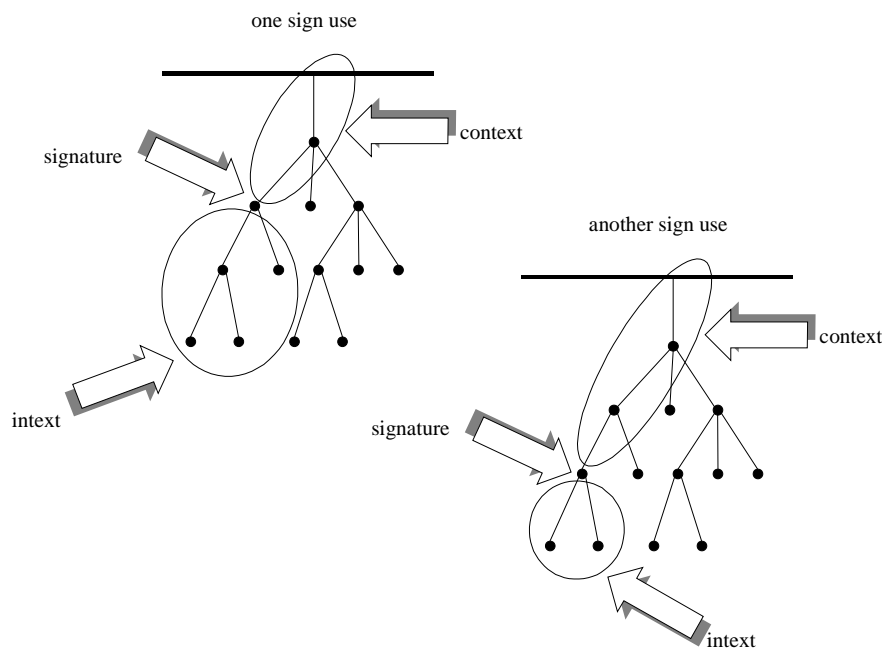 one sign use
context
signature
intext
another sign use
context
signature
intext